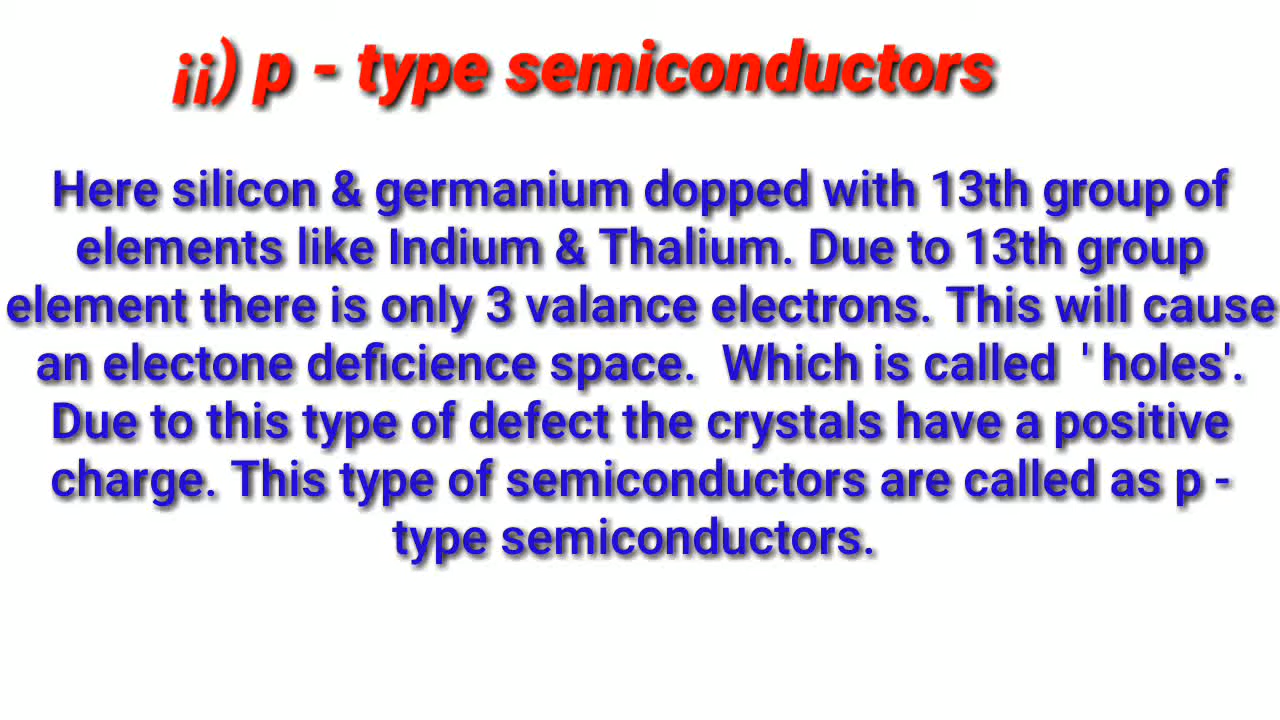 ¡¡) p - type semiconductors
Here silicon & germanium dopped with 13th group of
elements like Indium & Thalium. Due to 13th group
element there is only 3 valance electrons. This will cause
an electone deficience space.  Which is called  ' holes'.
Due to this type of defect the crystals have a positive
charge. This type of semiconductors are called as p -
type semiconductors.